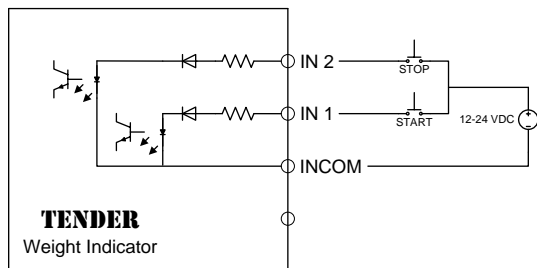 IN 2
STOP
IN 1
START
12-24 VDC
INCOM
TENDER
Weight Indicator